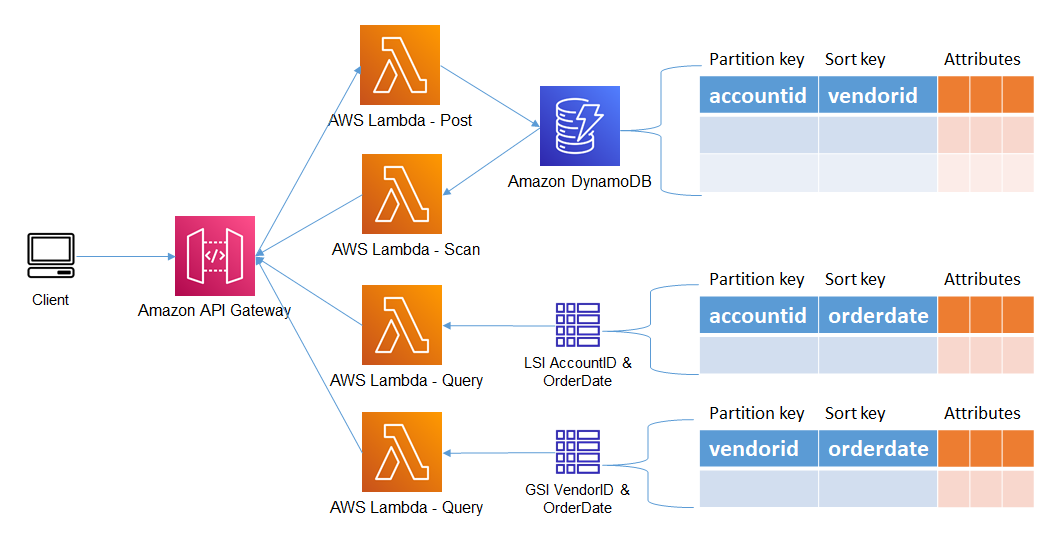 AWS Lambda - Post
Partition key Sort key Attributes
accountid vendorid
Amazon DynamoDB
AWS Lambda - Scan
Client
Amazon API Gateway
</>
Partition key Sort key Attributes
accountid orderdate
AWS Lambda - Query
LSI AccountID &
OrderDate
Partition key Sort key Attributes
vendorid orderdate
AWS Lambda - Query
GSI VendorID &
OrderDate